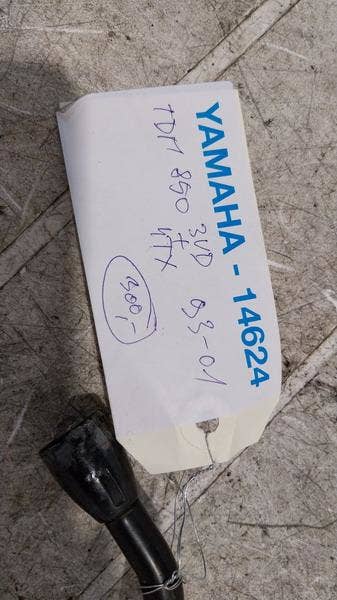 YAMAHA - 14624
TDM 850 3VD 93-01
+
4TX
300,-